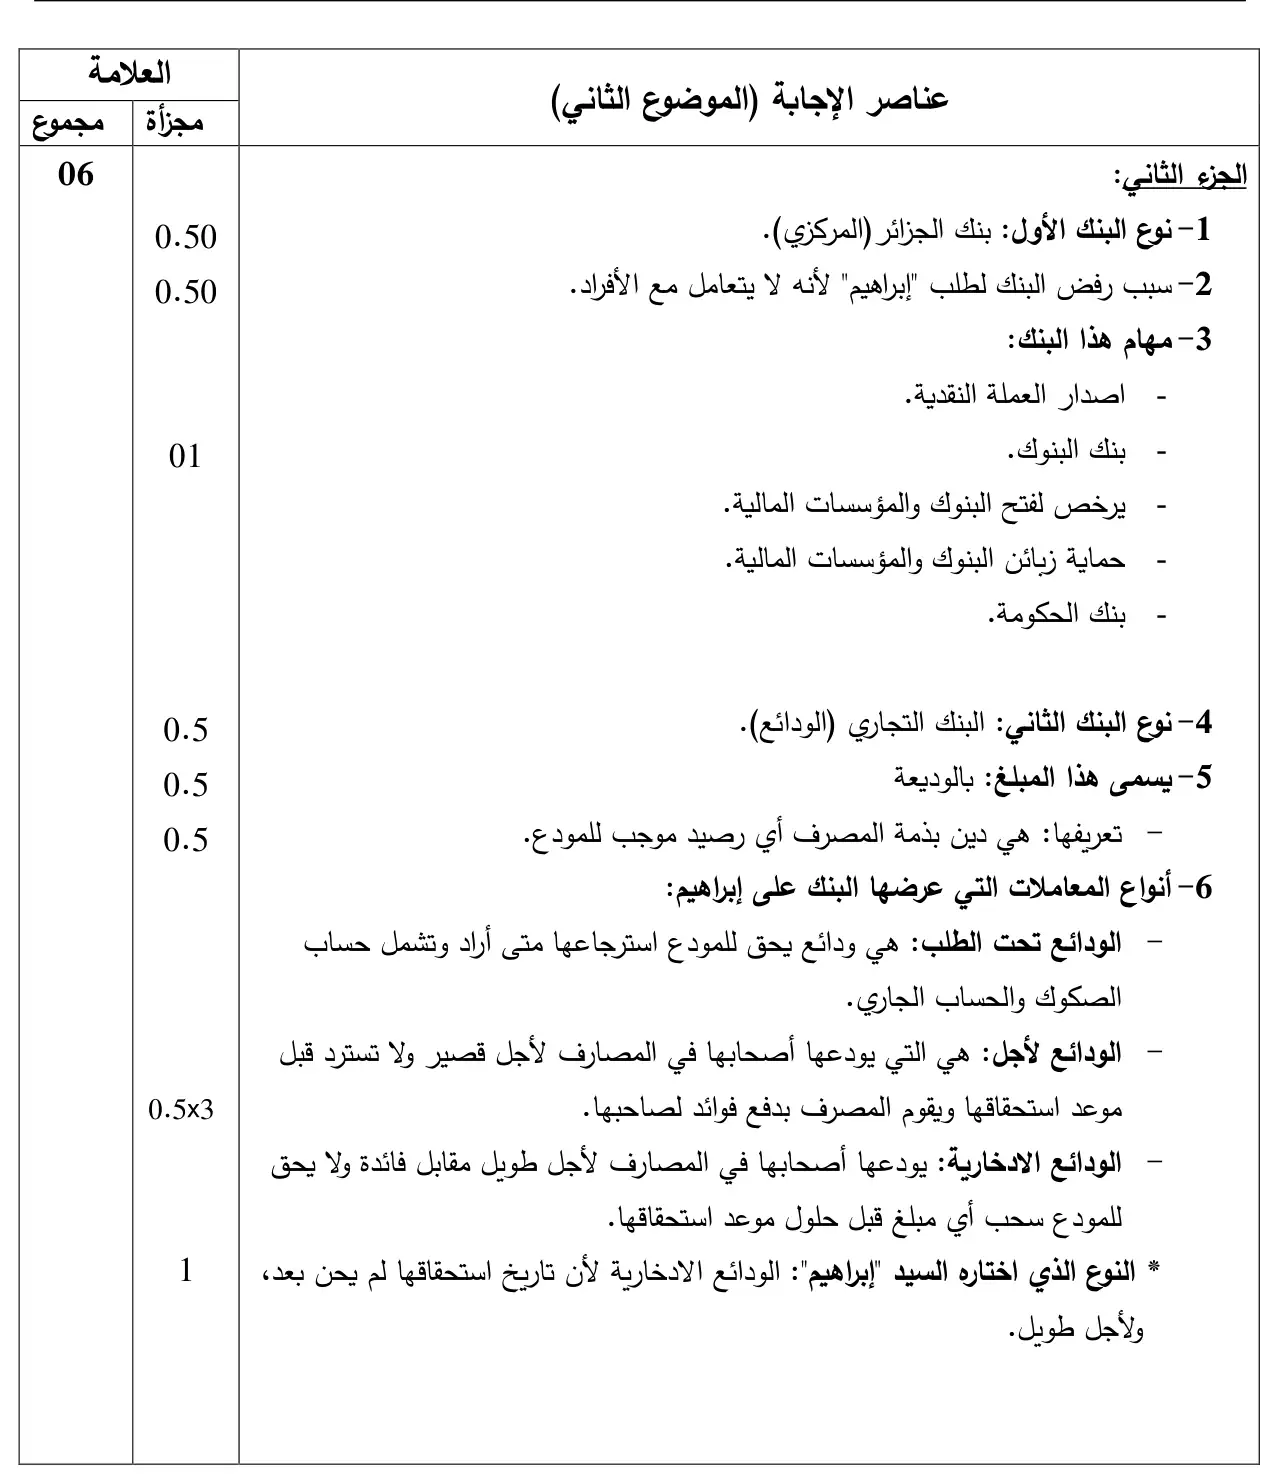 العلامة
عناصر الإجابة (الموضوع الثاني)
مجزأة
مجموع
06
الجزء الثاني:
0.50
1- نوع البنك الأول: بنك الجزائر (المركزي).
0.50
2- سبب رفض البنك لطلب "إبراهيم" لأنه لا يتعامل مع الأفراد.
3- مهام هذا البنك:
- اصدار العملة النقدية.
01
- بنك البنوك.
- يرخص لفتح البنوك والمؤسسات المالية.
- حماية زبائن البنوك والمؤسسات المالية.
- بنك الحكومة.
0.5
4- نوع البنك الثاني: البنك التجاري (الودائع).
0.5
5- يسمى هذا المبلغ: بالوديعة
0.5
- تعريفها: هي دين بذمة المصرف أي رصيد موجب للمودع.
6- أنواع المعاملات التي عرضها البنك على إبراهيم:
- الودائع تحت الطلب: هي ودائع يحق للمودع استرجاعها متى أراد وتشمل حساب
الصكوك والحساب الجاري.
- الودائع لأجل: هي التي يودعها أصحابها في المصارف لأجل قصير ولا تسترد قبل
0.5x3
موعد استحقاقها ويقوم المصرف بدفع فوائد لصاحبها.
- الودائع الادخارية: يودعها أصحابها في المصارف لأجل طويل مقابل فائدة ولا يحق
للمودع سحب أي مبلغ قبل حلول موعد استحقاقها.
1
* النوع الذي اختاره السيد "إبراهيم": الودائع الادخارية لأن تاريخ استحقاقها لم يحن بعد،
ولأجل طويل.